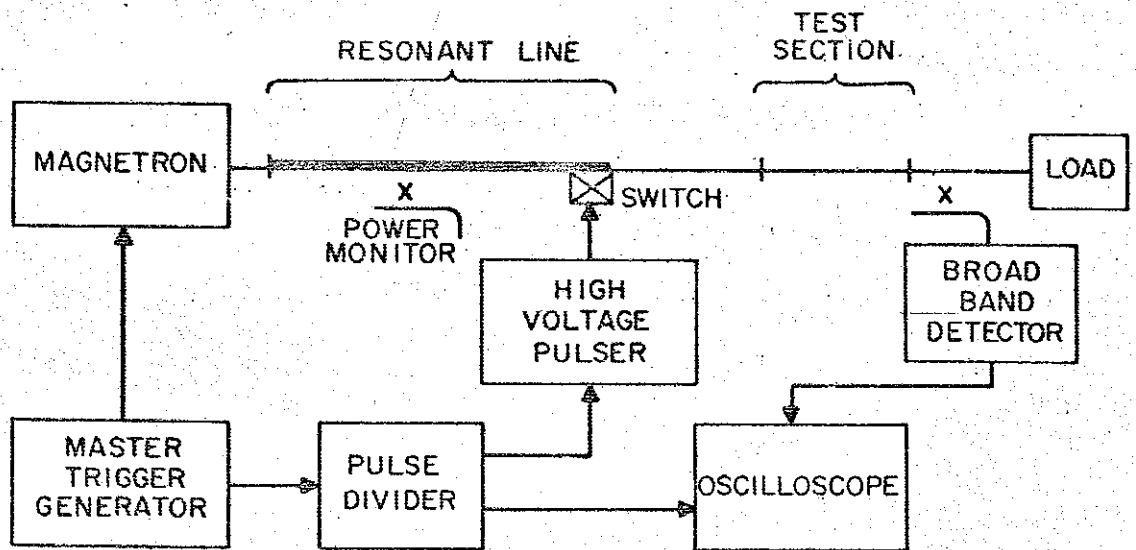 RESONANT LINE
TEST
SECTION
MAGNETRON
LOAD
X
POWER
MONITOR
SWITCH
X
HIGH
VOLTAGE
PULSER
BROAD
BAND
DETECTOR
MASTER
TRIGGER
GENERATOR
PULSE
DIVIDER
OSCILLOSCOPE